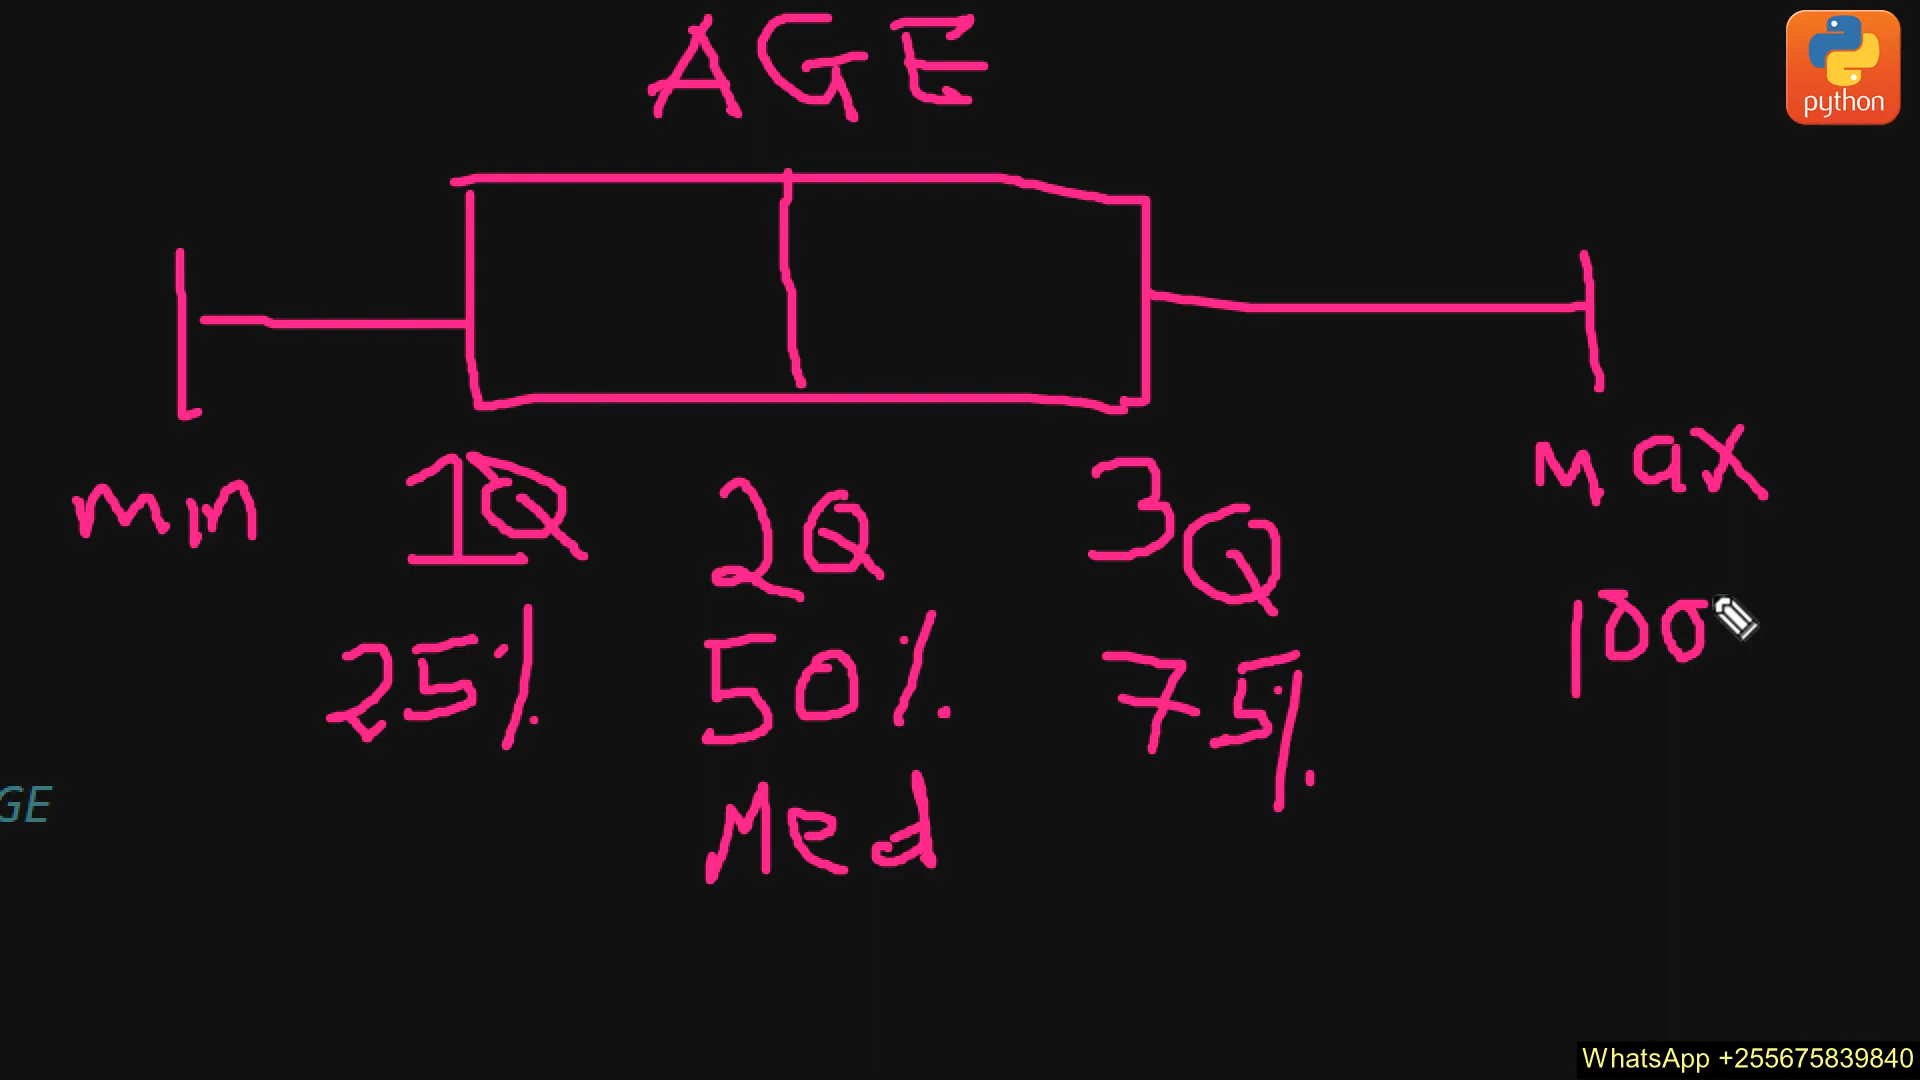 AGE
python
min 1Q 2Q 3Q Max
25% 50% 75% 100
Med
GE
WhatsApp +255675839840